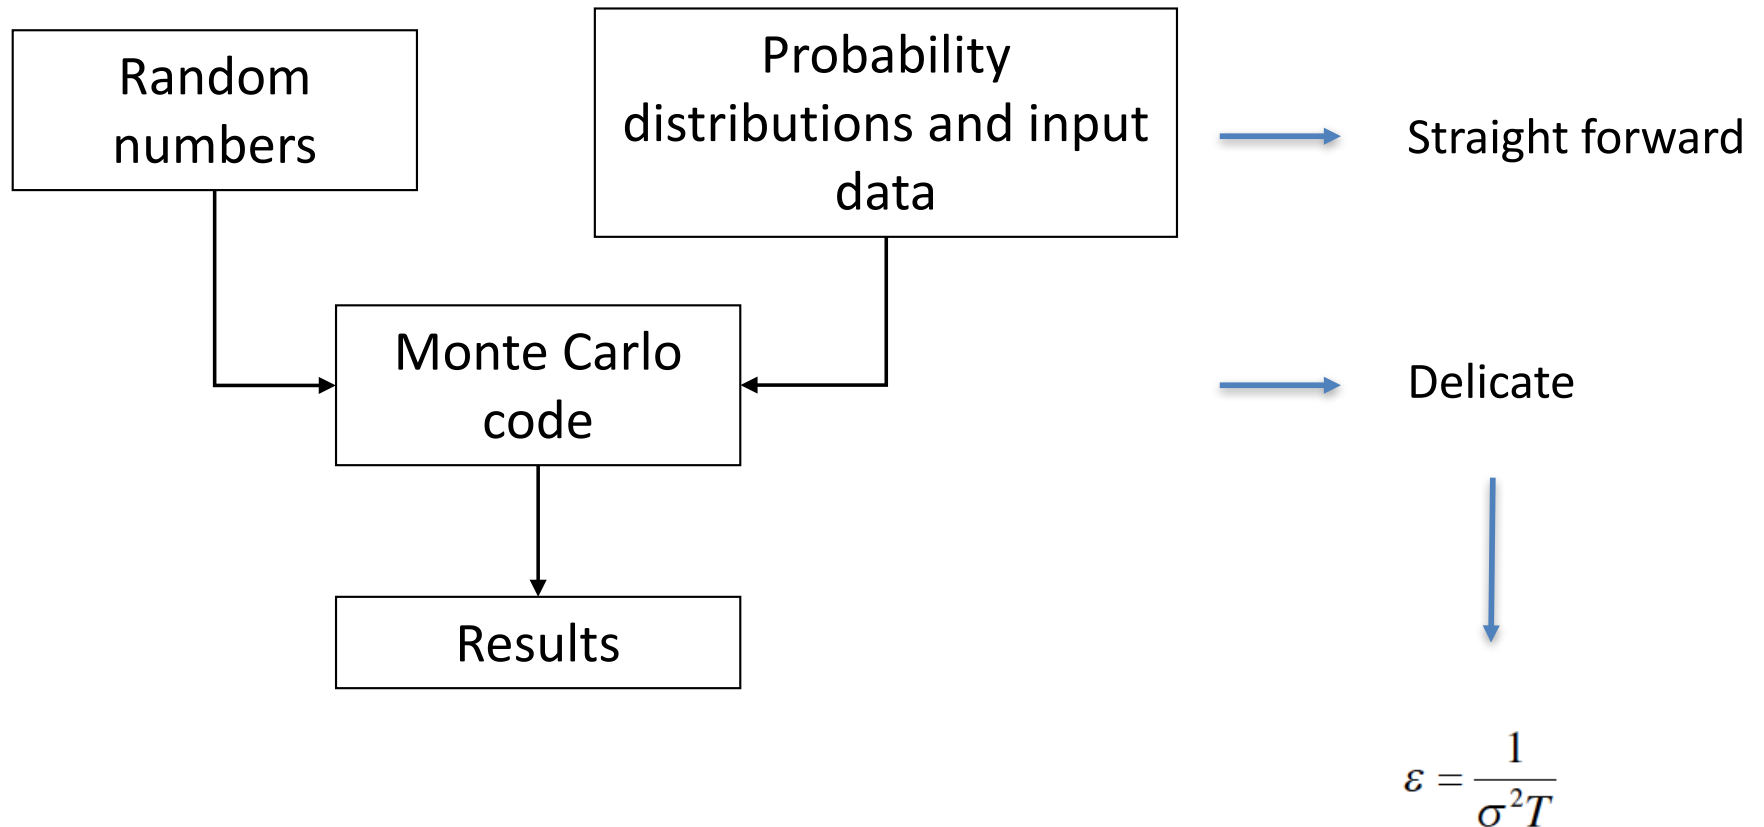 Random
numbers
Probability
distributions and input
data
Straight forward
Monte Carlo
code
Delicate
Results
ε = 1 / σ²T